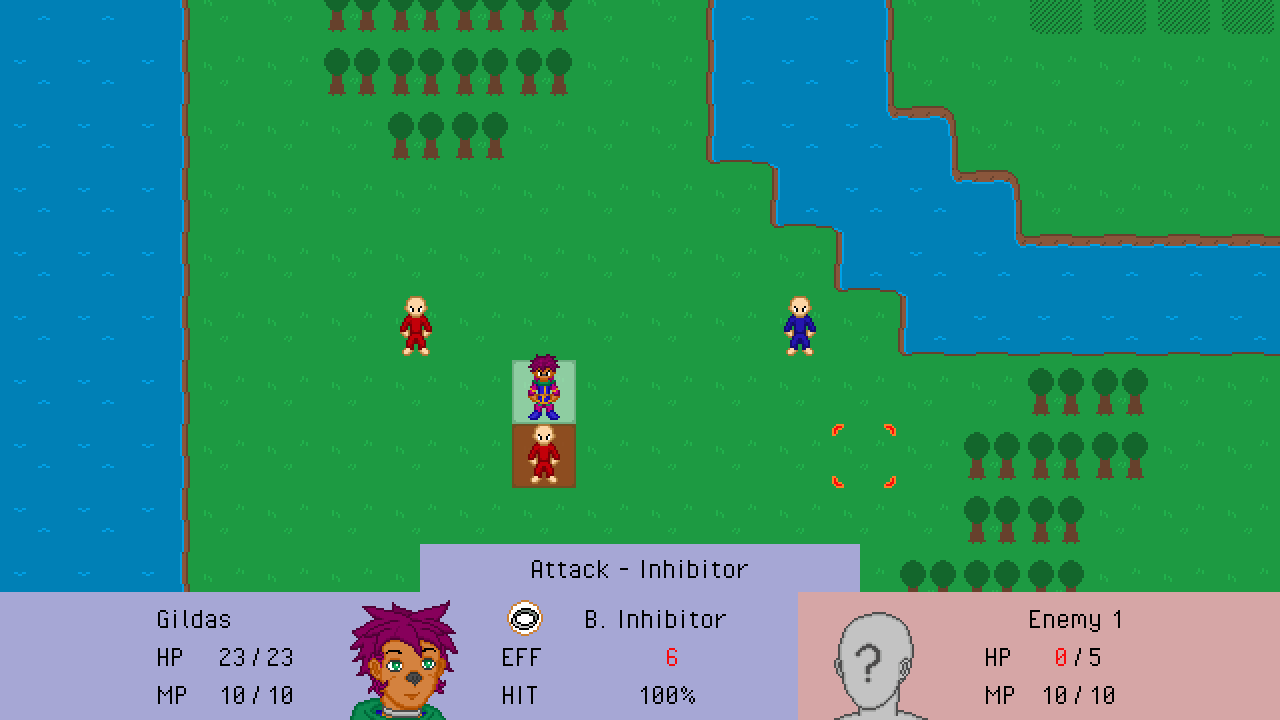 Attack - Inhibitor
Gildas
HP 23/23
MP 10/10
B. Inhibitor
EFF 6
HIT 100%
?
Enemy 1
HP 0/5
MP 10/10